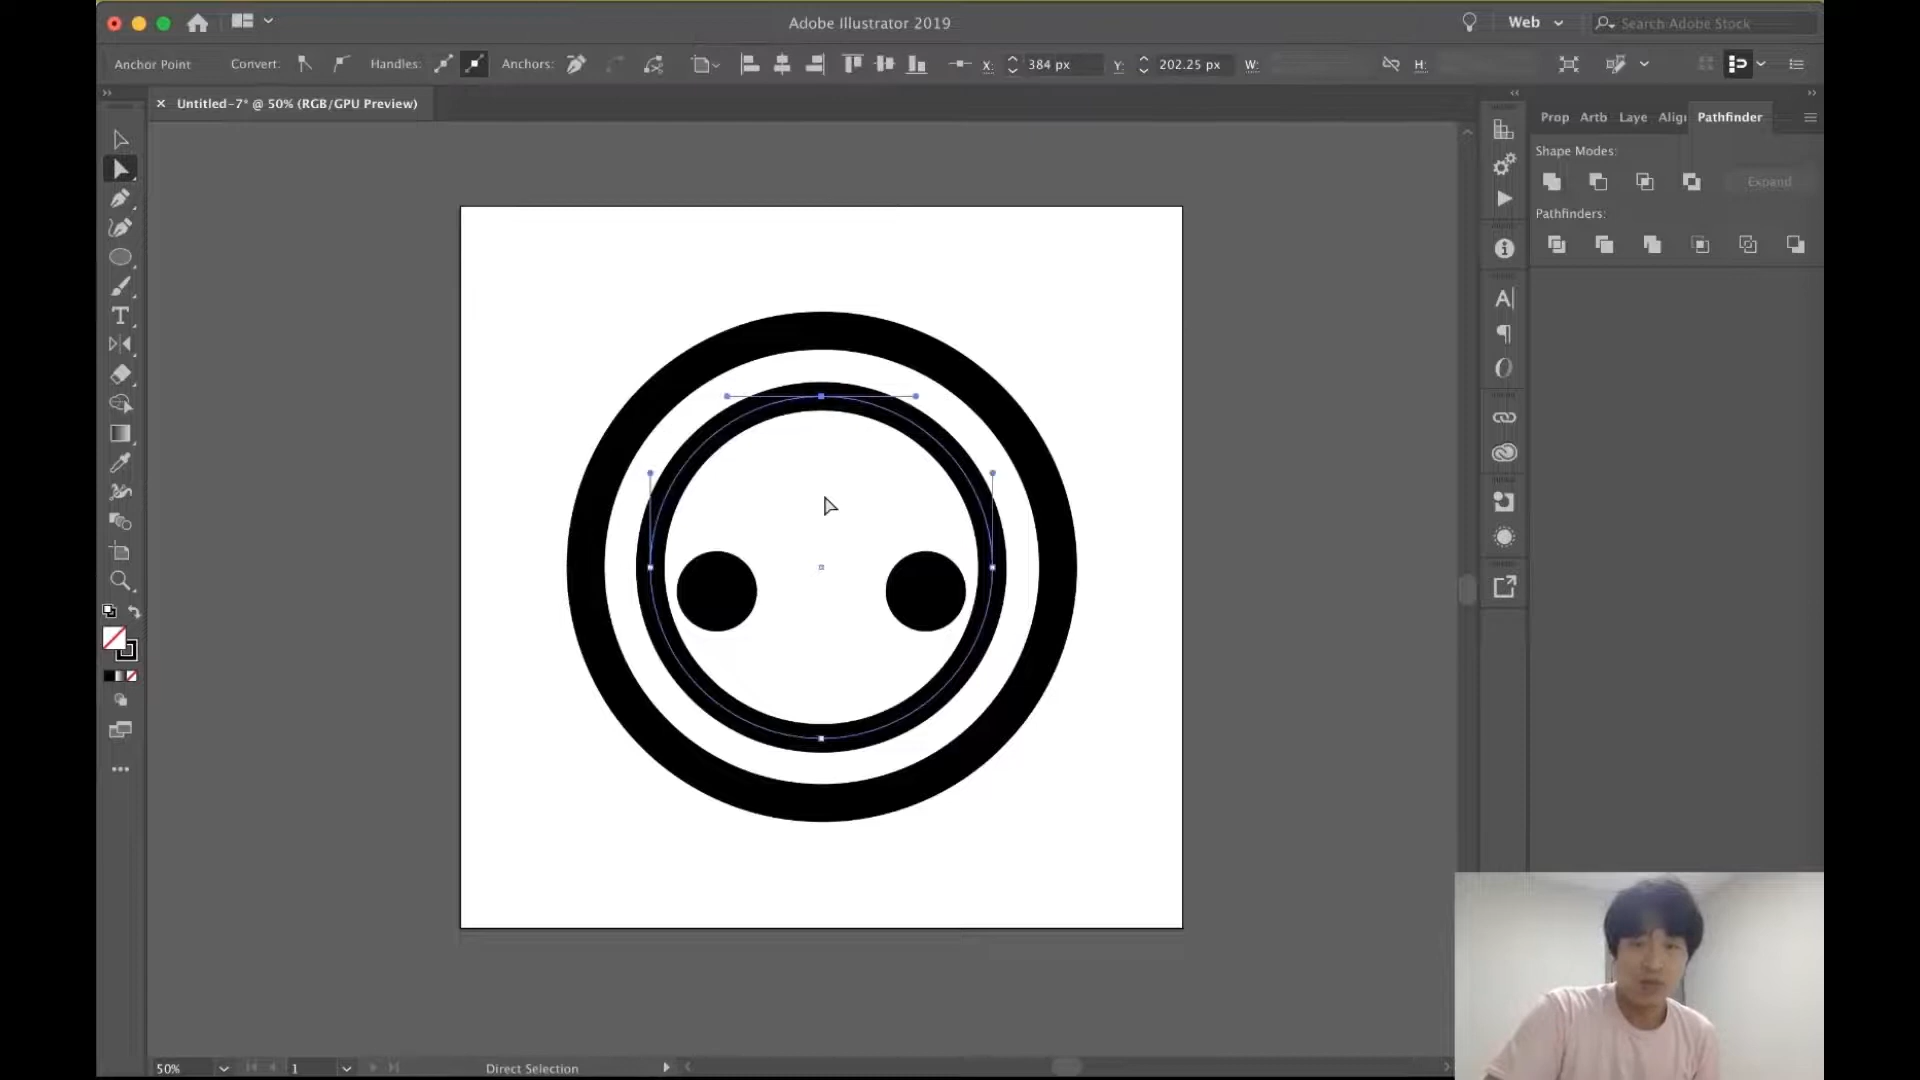 Adobe Illustrator 2019
Web
Search Adobe Stock
Anchor Point
Convert:
Handles:
Anchors:
X:
384 px
Y:
202.25 px
W:
H:
Untitled-7* @ 50% (RGB/GPU Preview)
Prop
Artb
Laye
Aligı
Pathfinder
Shape Modes:
Expand
Pathfinders:
50%
1
Direct Selection